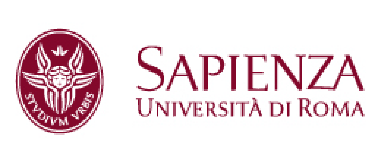 STVDIVM VRBIS
SAPIENZA
UNIVERSITÀ DI ROMA